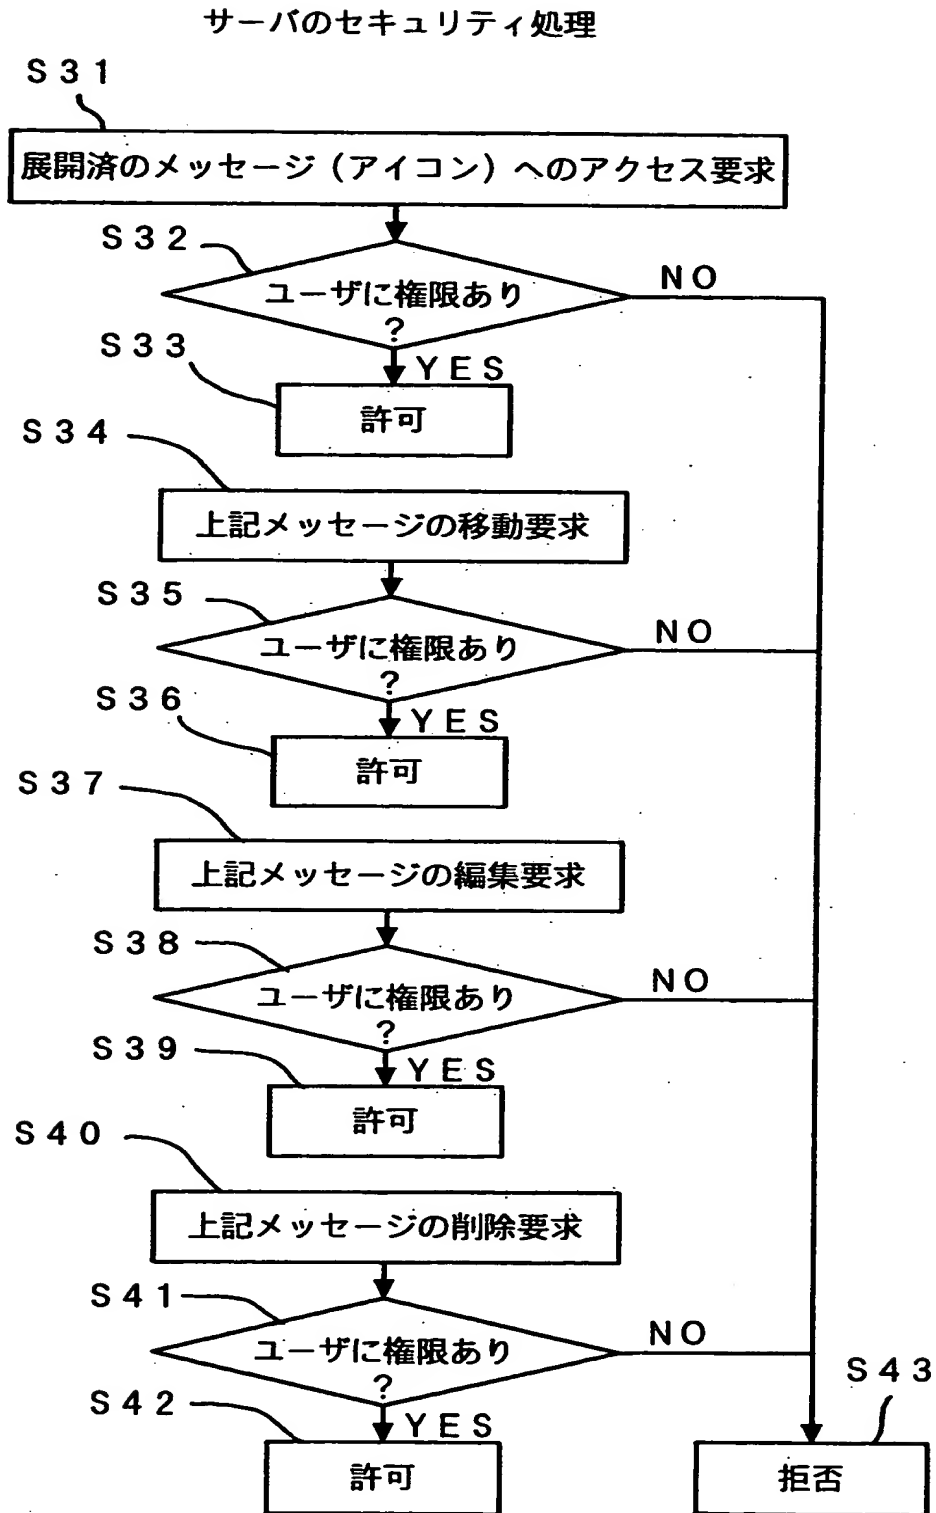 サーバのセキュリティ処理
S31
展開済のメッセージ（アイコン）へのアクセス要求
S32
ユーザに権限あり
?
NO
YES
S33
許可
S34
上記メッセージの移動要求
S35
ユーザに権限あり
?
NO
YES
S36
許可
S37
上記メッセージの編集要求
S38
ユーザに権限あり
?
NO
YES
S39
許可
S40
上記メッセージの削除要求
S41
ユーザに権限あり
?
NO
YES
S42
許可
S43
拒否